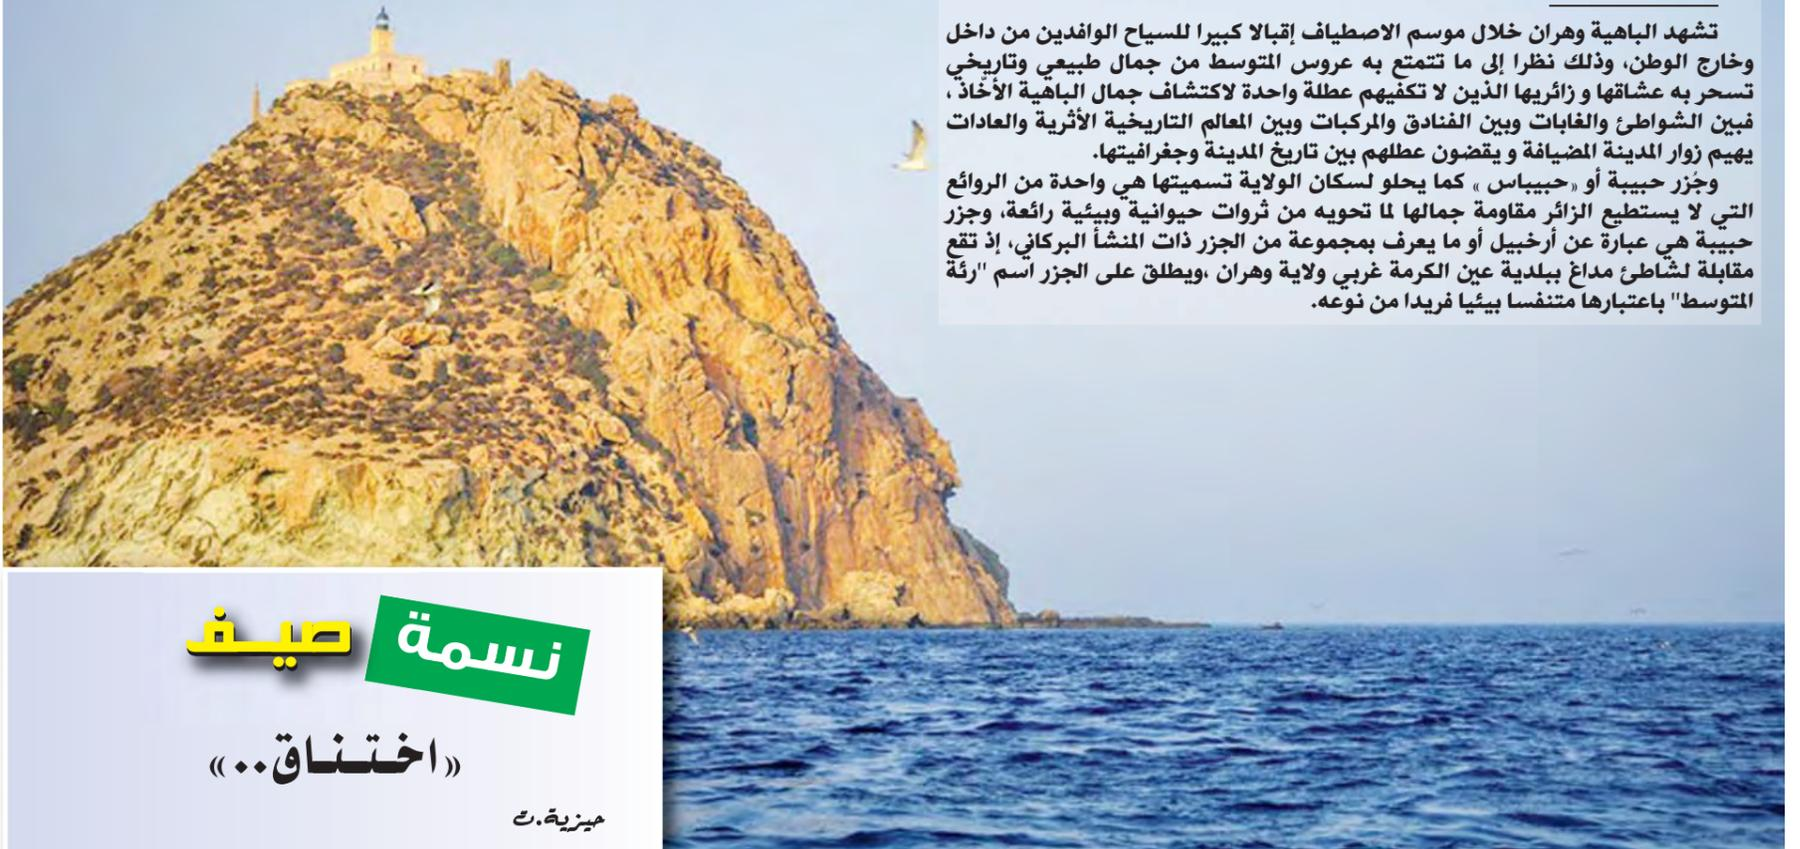 تشهد الباهية وهران خلال موسم الاصطياف إقبالا كبيرا للسياح الوافدين من داخل
وخارج الوطن، وذلك نظرا إلى ما تتمتع به عروس المتوسط من جمال طبيعي وتاريخي
تسحر به عشاقها و زائريها الذين لا تكفيهم عطلة واحدة لاكتشاف جمال الباهية الأخّاذ ،
فبين الشواطئ والغابات وبين الفنادق والمركبات وبين المعالم التاريخية الأثرية والعادات
يهيم زوار المدينة المضيافة و يقضون عطلهم بين تاريخ المدينة وجغرافيتها.
وجُزر حبيبة أو «حبيباس » كما يحلو لسكان الولاية تسميتها هي واحدة من الروائع
التي لا يستطيع الزائر مقاومة جمالها لما تحويه من ثروات حيوانية وبيئية رائعة، وجزر
حبيبة هي عبارة عن أرخبيل أو ما يعرف بمجموعة من الجزر ذات المنشأ البركاني، إذ تقع
مقابلة لشاطئ مداغ ببلدية عين الكرمة غربي ولاية وهران ،ويطلق على الجزر اسم "رئة
المتوسط" باعتبارها متنفسا بيئيا فريدا من نوعه.
نسمة صيف
«اختناق..»
حيزية.ت